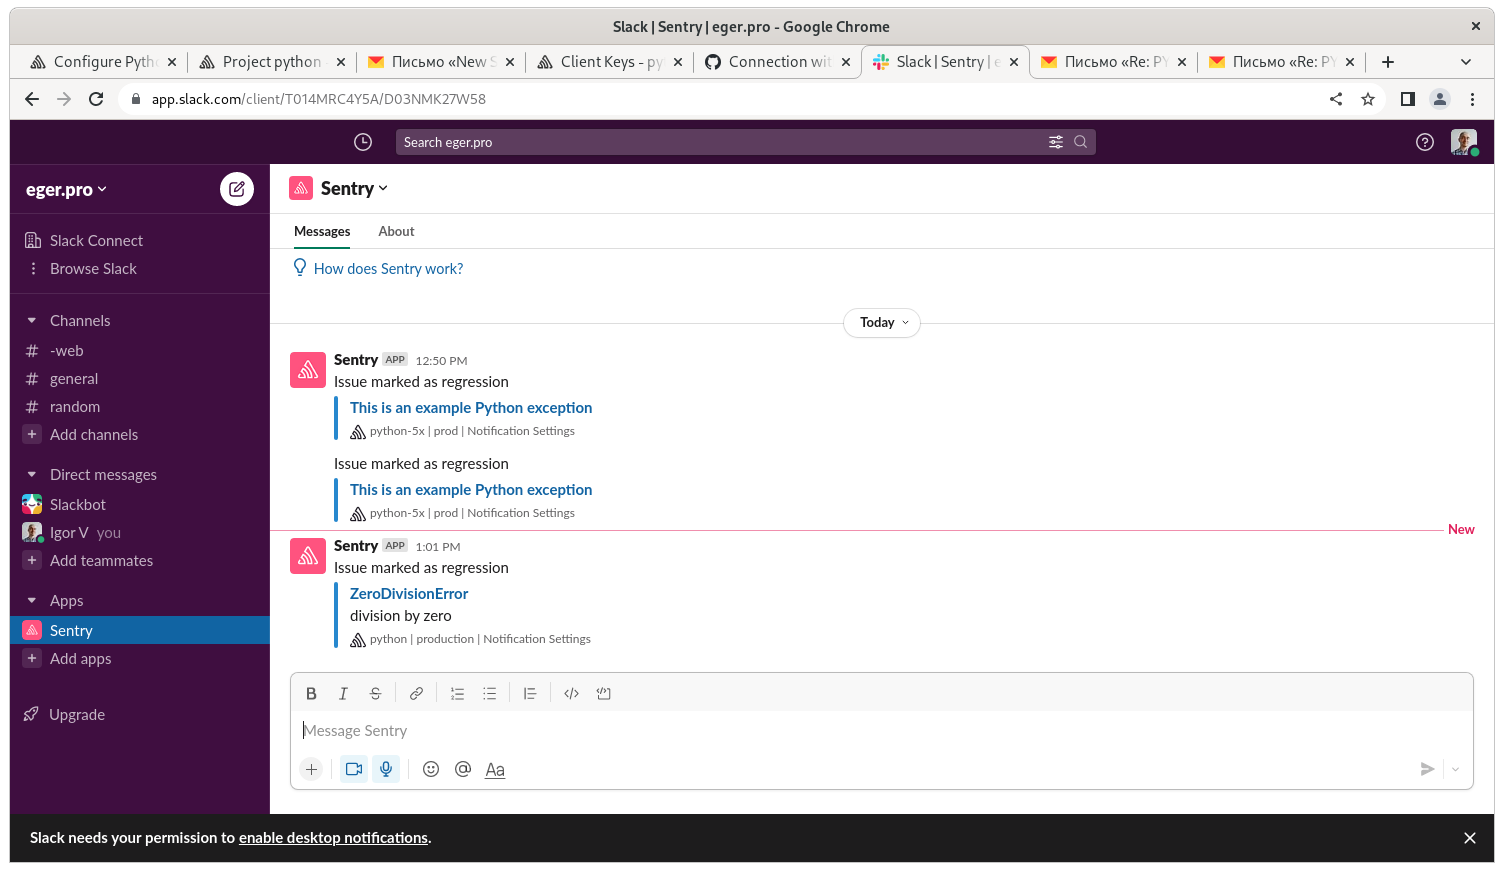 Slack | Sentry | eger.pro - Google Chrome
Configure Pyth
Project python
Письмо «New S
Client Keys - py
Connection wit
Slack | Sentry | e
Письмо «Re: PY
Письмо «Re: PY
app.slack.com/client/T014MRC4Y5A/D03NMK27W58
Search eger.pro
eger.pro
Slack Connect
Browse Slack
Channels
# -web
# general
# random
+ Add channels
Direct messages
Slackbot
Igor V you
+ Add teammates
Apps
Sentry
+ Add apps
Upgrade
Sentry
Messages About
How does Sentry work?
Today
Sentry APP 12:50 PM
Issue marked as regression
This is an example Python exception
python-5x | prod | Notification Settings
Issue marked as regression
This is an example Python exception
python-5x | prod | Notification Settings
New
Sentry APP 1:01 PM
Issue marked as regression
ZeroDivisionError
division by zero
python | production | Notification Settings
B I S
Message Sentry
+ @ Aa
Slack needs your permission to enable desktop notifications.